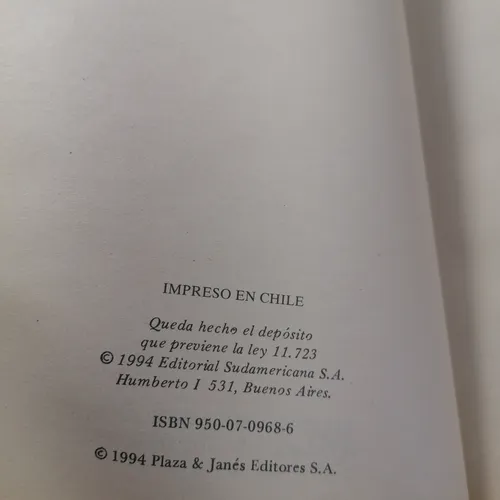 IMPRESO EN CHILE
Queda hecho el depósito
que previene la ley 11.723
© 1994 Editorial Sudamericana S.A.
Humberto I 531, Buenos Aires.
ISBN 950-07-0968-6
© 1994 Plaza & Janés Editores S.A.